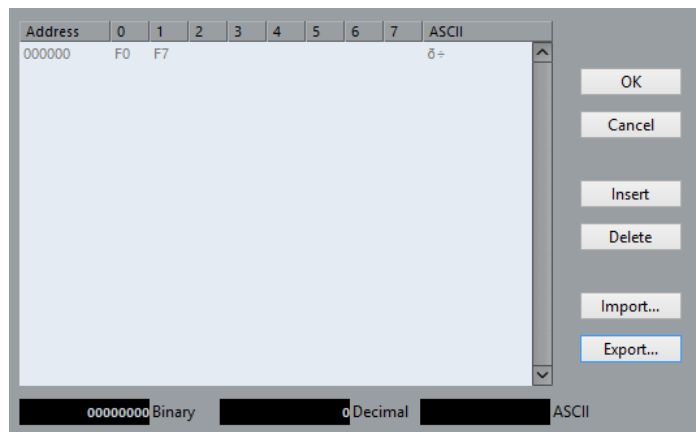 Address 0 1 2 3 4 5 6 7 ASCII
000000 F0 F7 ð÷
OK
Cancel
Insert
Delete
Import...
Export...
00000000 Binary 0 Decimal ASCII